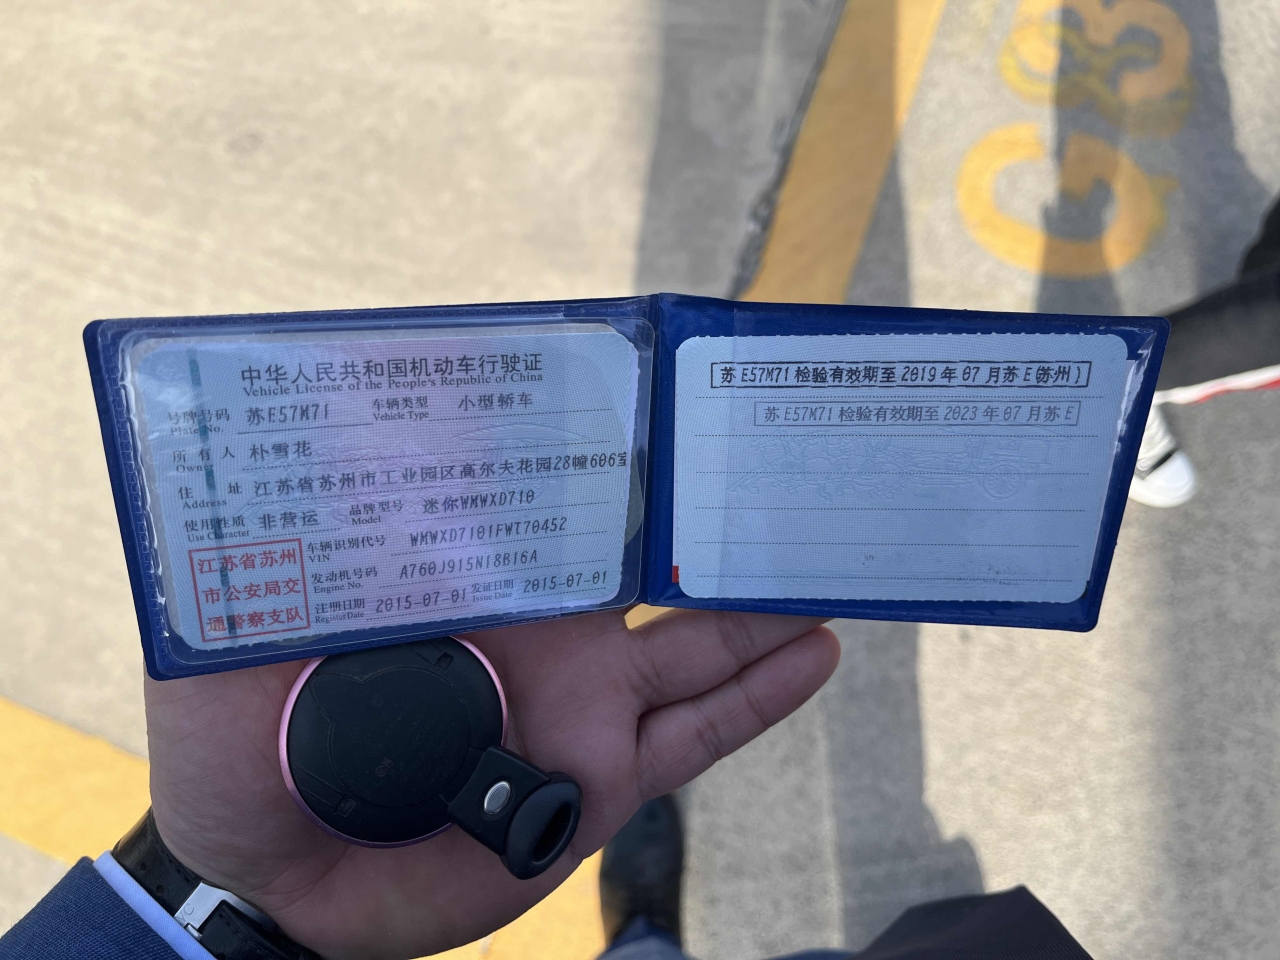 中华人民共和国机动车行驶证
Vehicle License of the People's Republic of China
号牌号码 苏E57M71 车辆类型 小型轿车
Plate No. Vehicle Type
所有人 朴雪花
Owner
住址 江苏省苏州市工业园区高尔夫花园28幢606室
Address
使用性质 非营运 品牌型号 迷你WMWXD710
Use Character Model
江苏省苏州
市公安局交
通警察支队
车辆识别代号 WMWXD7101FWT70452
VIN
发动机号码 A760J915N18B16A
Engine No.
注册日期 2015-07-01 发证日期 2015-07-01
Register Date Issue Date
苏E57M71检验有效期至2019年07月苏E(苏州)
苏E57M71检验有效期至2023年07月苏E
G3